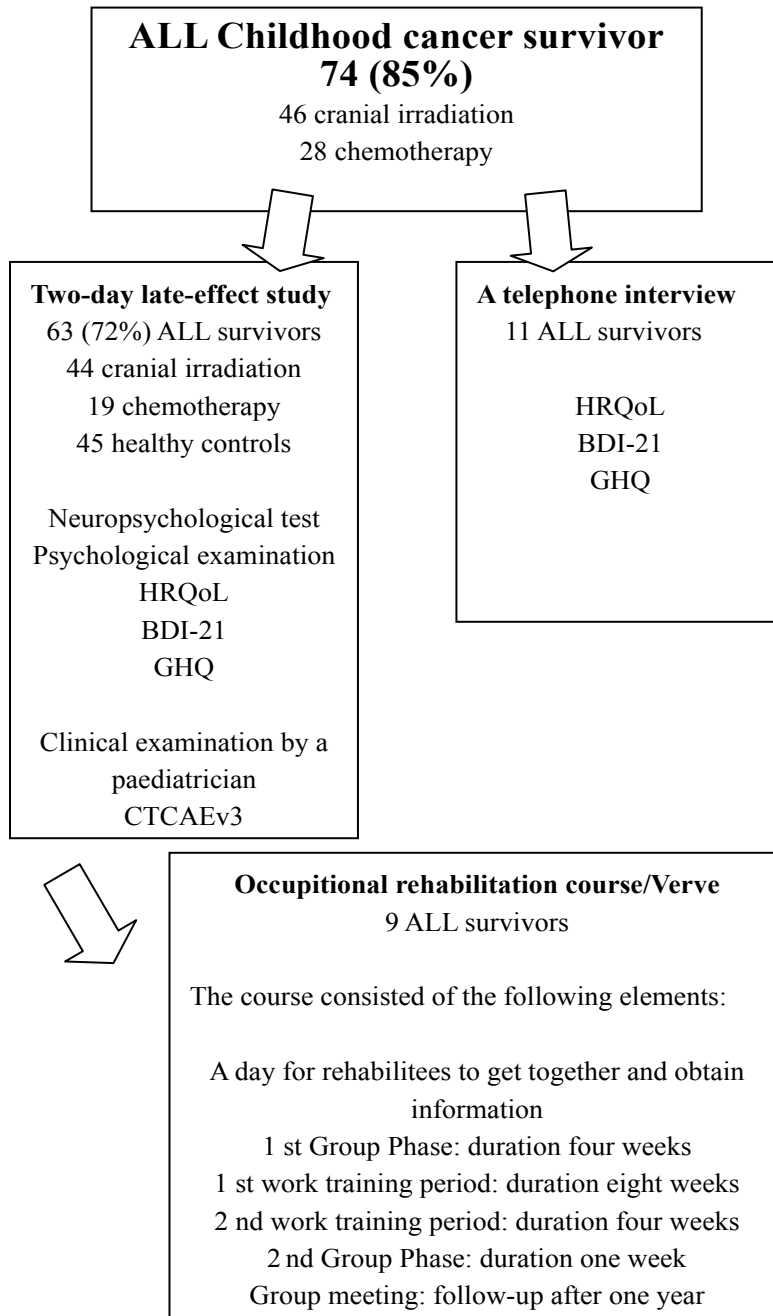 ALL Childhood cancer survivor
74 (85%)
46 cranial irradiation
28 chemotherapy
Two-day late-effect study
63 (72%) ALL survivors
44 cranial irradiation
19 chemotherapy
45 healthy controls
Neuropsychological test
Psychological examination
HRQoL
BDI-21
GHQ
Clinical examination by a
paediatrician
CTCAEv3
A telephone interview
11 ALL survivors
HRQoL
BDI-21
GHQ
Occupitional rehabilitation course/Verve
9 ALL survivors
The course consisted of the following elements:
A day for rehabilitees to get together and obtain
information
1 st Group Phase: duration four weeks
1 st work training period: duration eight weeks
2 nd work training period: duration four weeks
2 nd Group Phase: duration one week
Group meeting: follow-up after one year